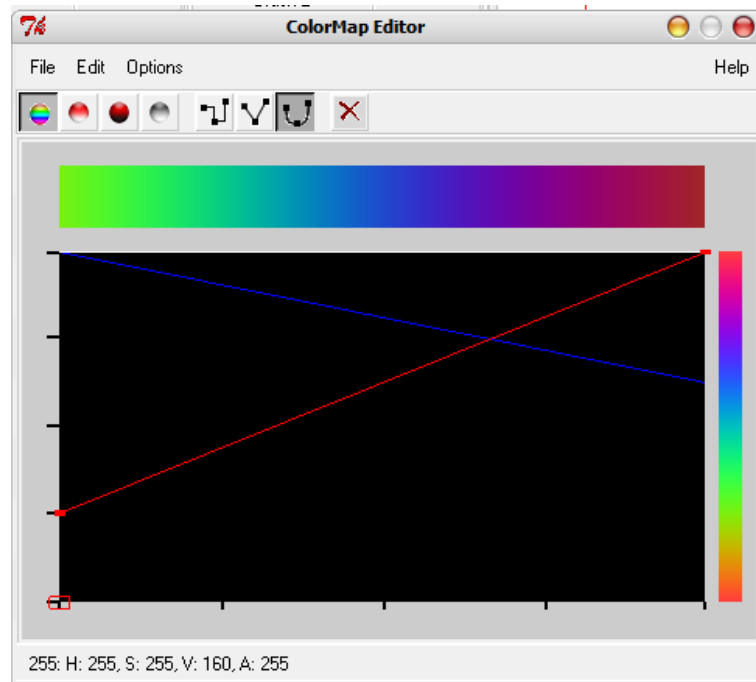 ColorMap Editor
File Edit Options Help
255: H: 255, S: 255, V: 160, A: 255